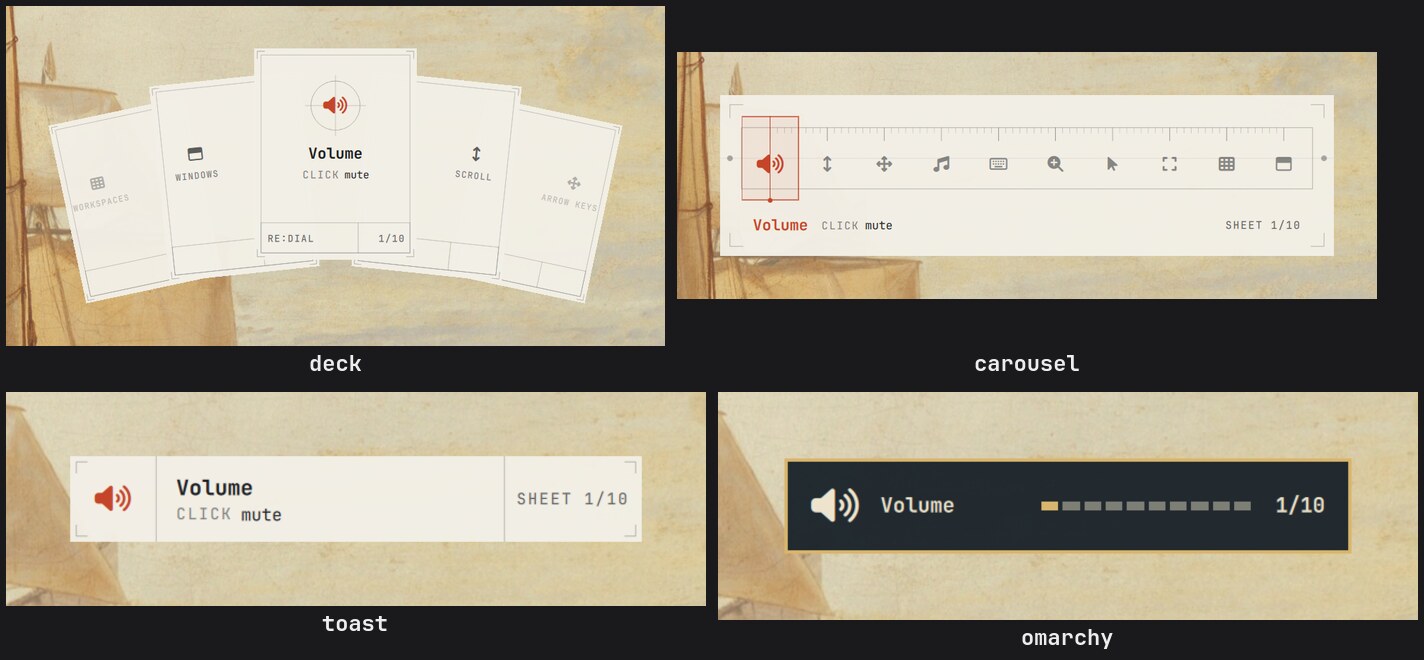 WORKSPACES
WINDOWS
Volume
CLICK mute
RE:DIAL 1/10
SCROLL
ARROW KEYS
deck
Volume CLICK mute SHEET 1/10
carousel
Volume
CLICK mute
SHEET 1/10
toast
Volume 1/10
omarchy